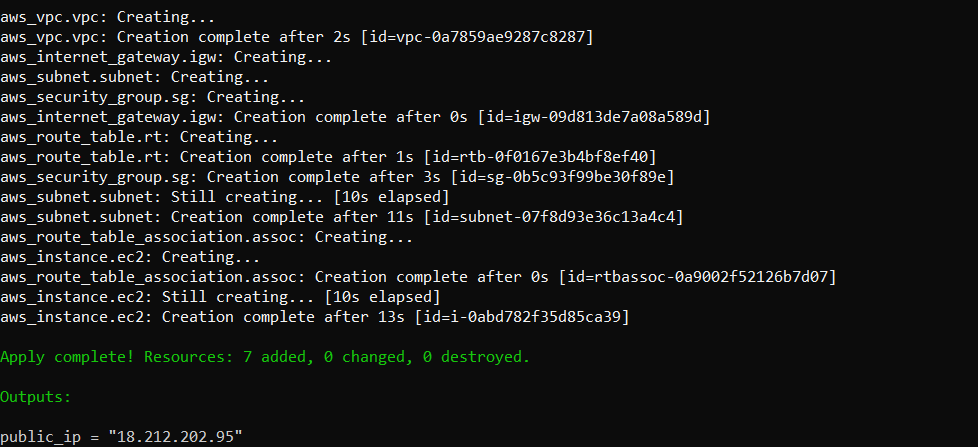 aws_vpc.vpc: Creating...
aws_vpc.vpc: Creation complete after 2s [id=vpc-0a7859ae9287c8287]
aws_internet_gateway.igw: Creating...
aws_subnet.subnet: Creating...
aws_security_group.sg: Creating...
aws_internet_gateway.igw: Creation complete after 0s [id=igw-09d813de7a08a589d]
aws_route_table.rt: Creating...
aws_route_table.rt: Creation complete after 1s [id=rtb-0f0167e3b4bf8ef40]
aws_security_group.sg: Creation complete after 3s [id=sg-0b5c93f99be30f89e]
aws_subnet.subnet: Still creating... [10s elapsed]
aws_subnet.subnet: Creation complete after 11s [id=subnet-07f8d93e36c13a4c4]
aws_route_table_association.assoc: Creating...
aws_instance.ec2: Creating...
aws_route_table_association.assoc: Creation complete after 0s [id=rtbassoc-0a9002f52126b7d07]
aws_instance.ec2: Still creating... [10s elapsed]
aws_instance.ec2: Creation complete after 13s [id=i-0abd782f35d85ca39]
Apply complete! Resources: 7 added, 0 changed, 0 destroyed.
Outputs:
public_ip = "18.212.202.95"